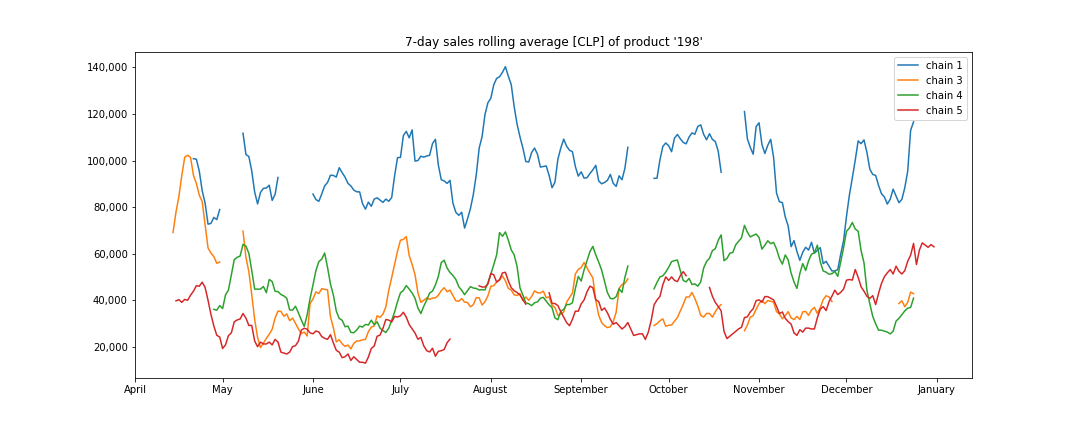 7-day sales rolling average [CLP] of product '198'
140,000
120,000
100,000
80,000
60,000
40,000
20,000
chain 1
chain 3
chain 4
chain 5
April May June July August September October November December January